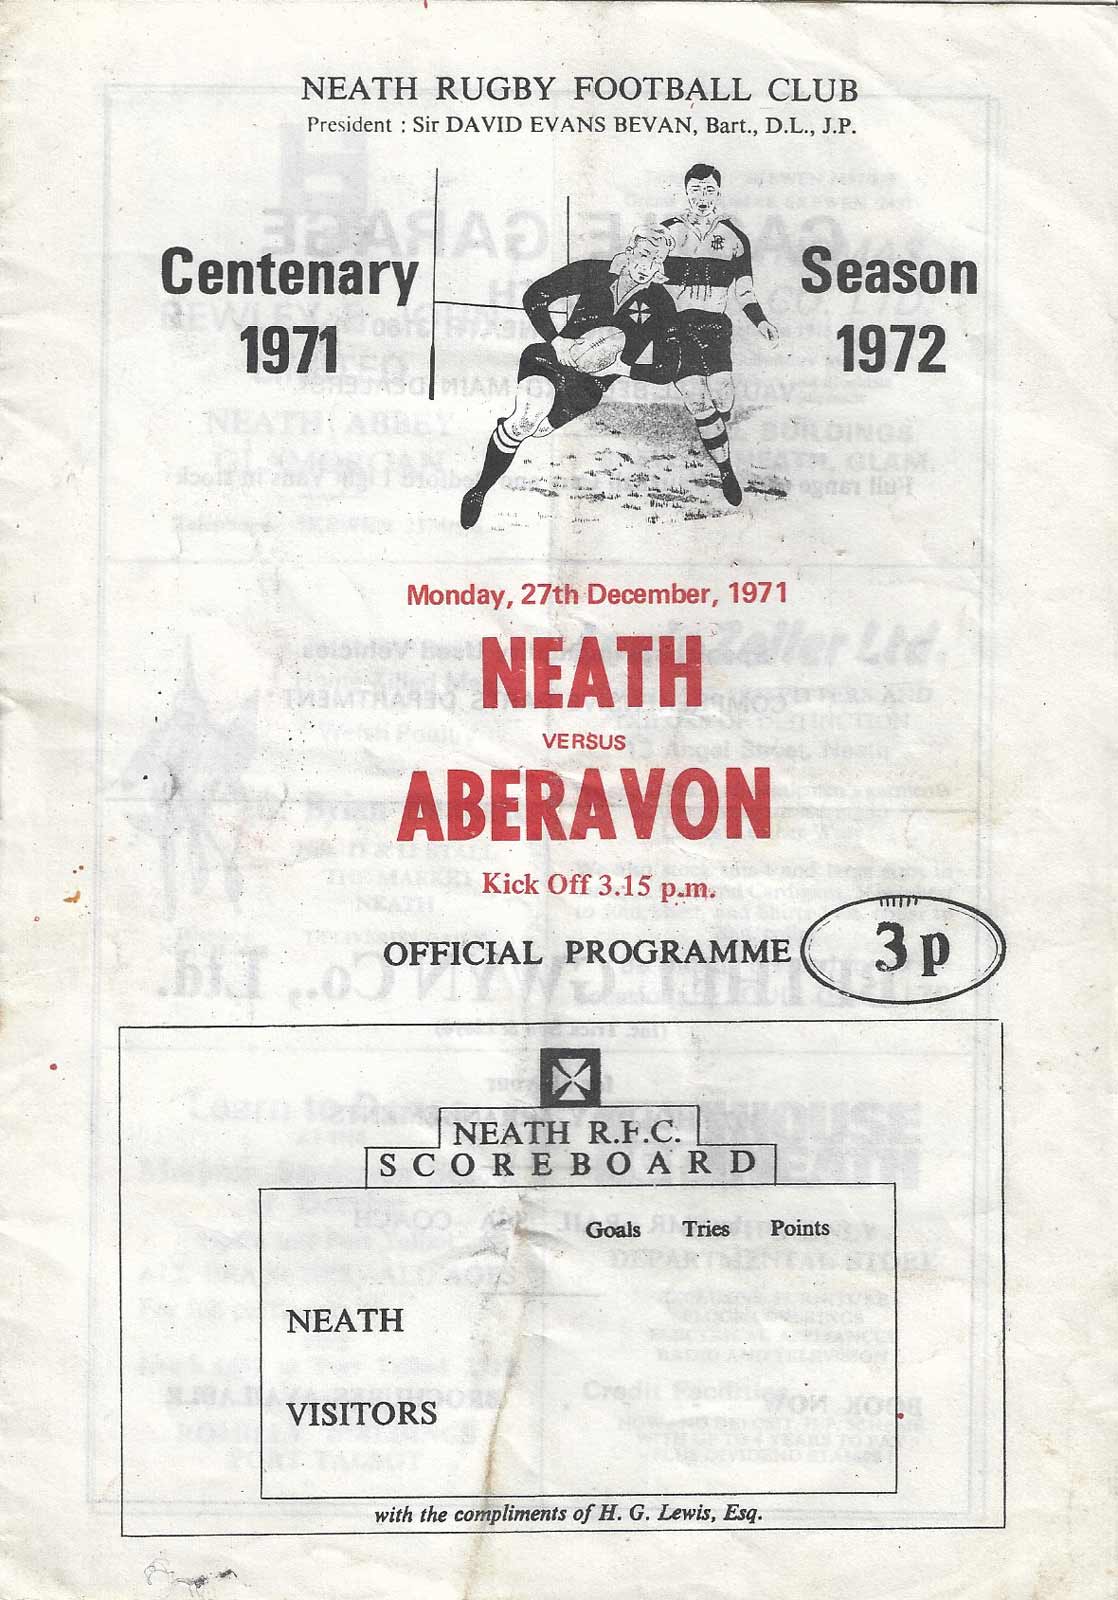 NEATH RUGBY FOOTBALL CLUB
President : Sir DAVID EVANS BEVAN, Bart., D.L., J.P.
Centenary Season
1971 1972
Monday, 27th December, 1971
NEATH
VERSUS
ABERAVON
Kick Off 3.15 p.m.
OFFICIAL PROGRAMME 3p
NEATH R.F.C.
SCOREBOARD
Goals Tries Points
NEATH
VISITORS
with the compliments of H. G. Lewis, Esq.